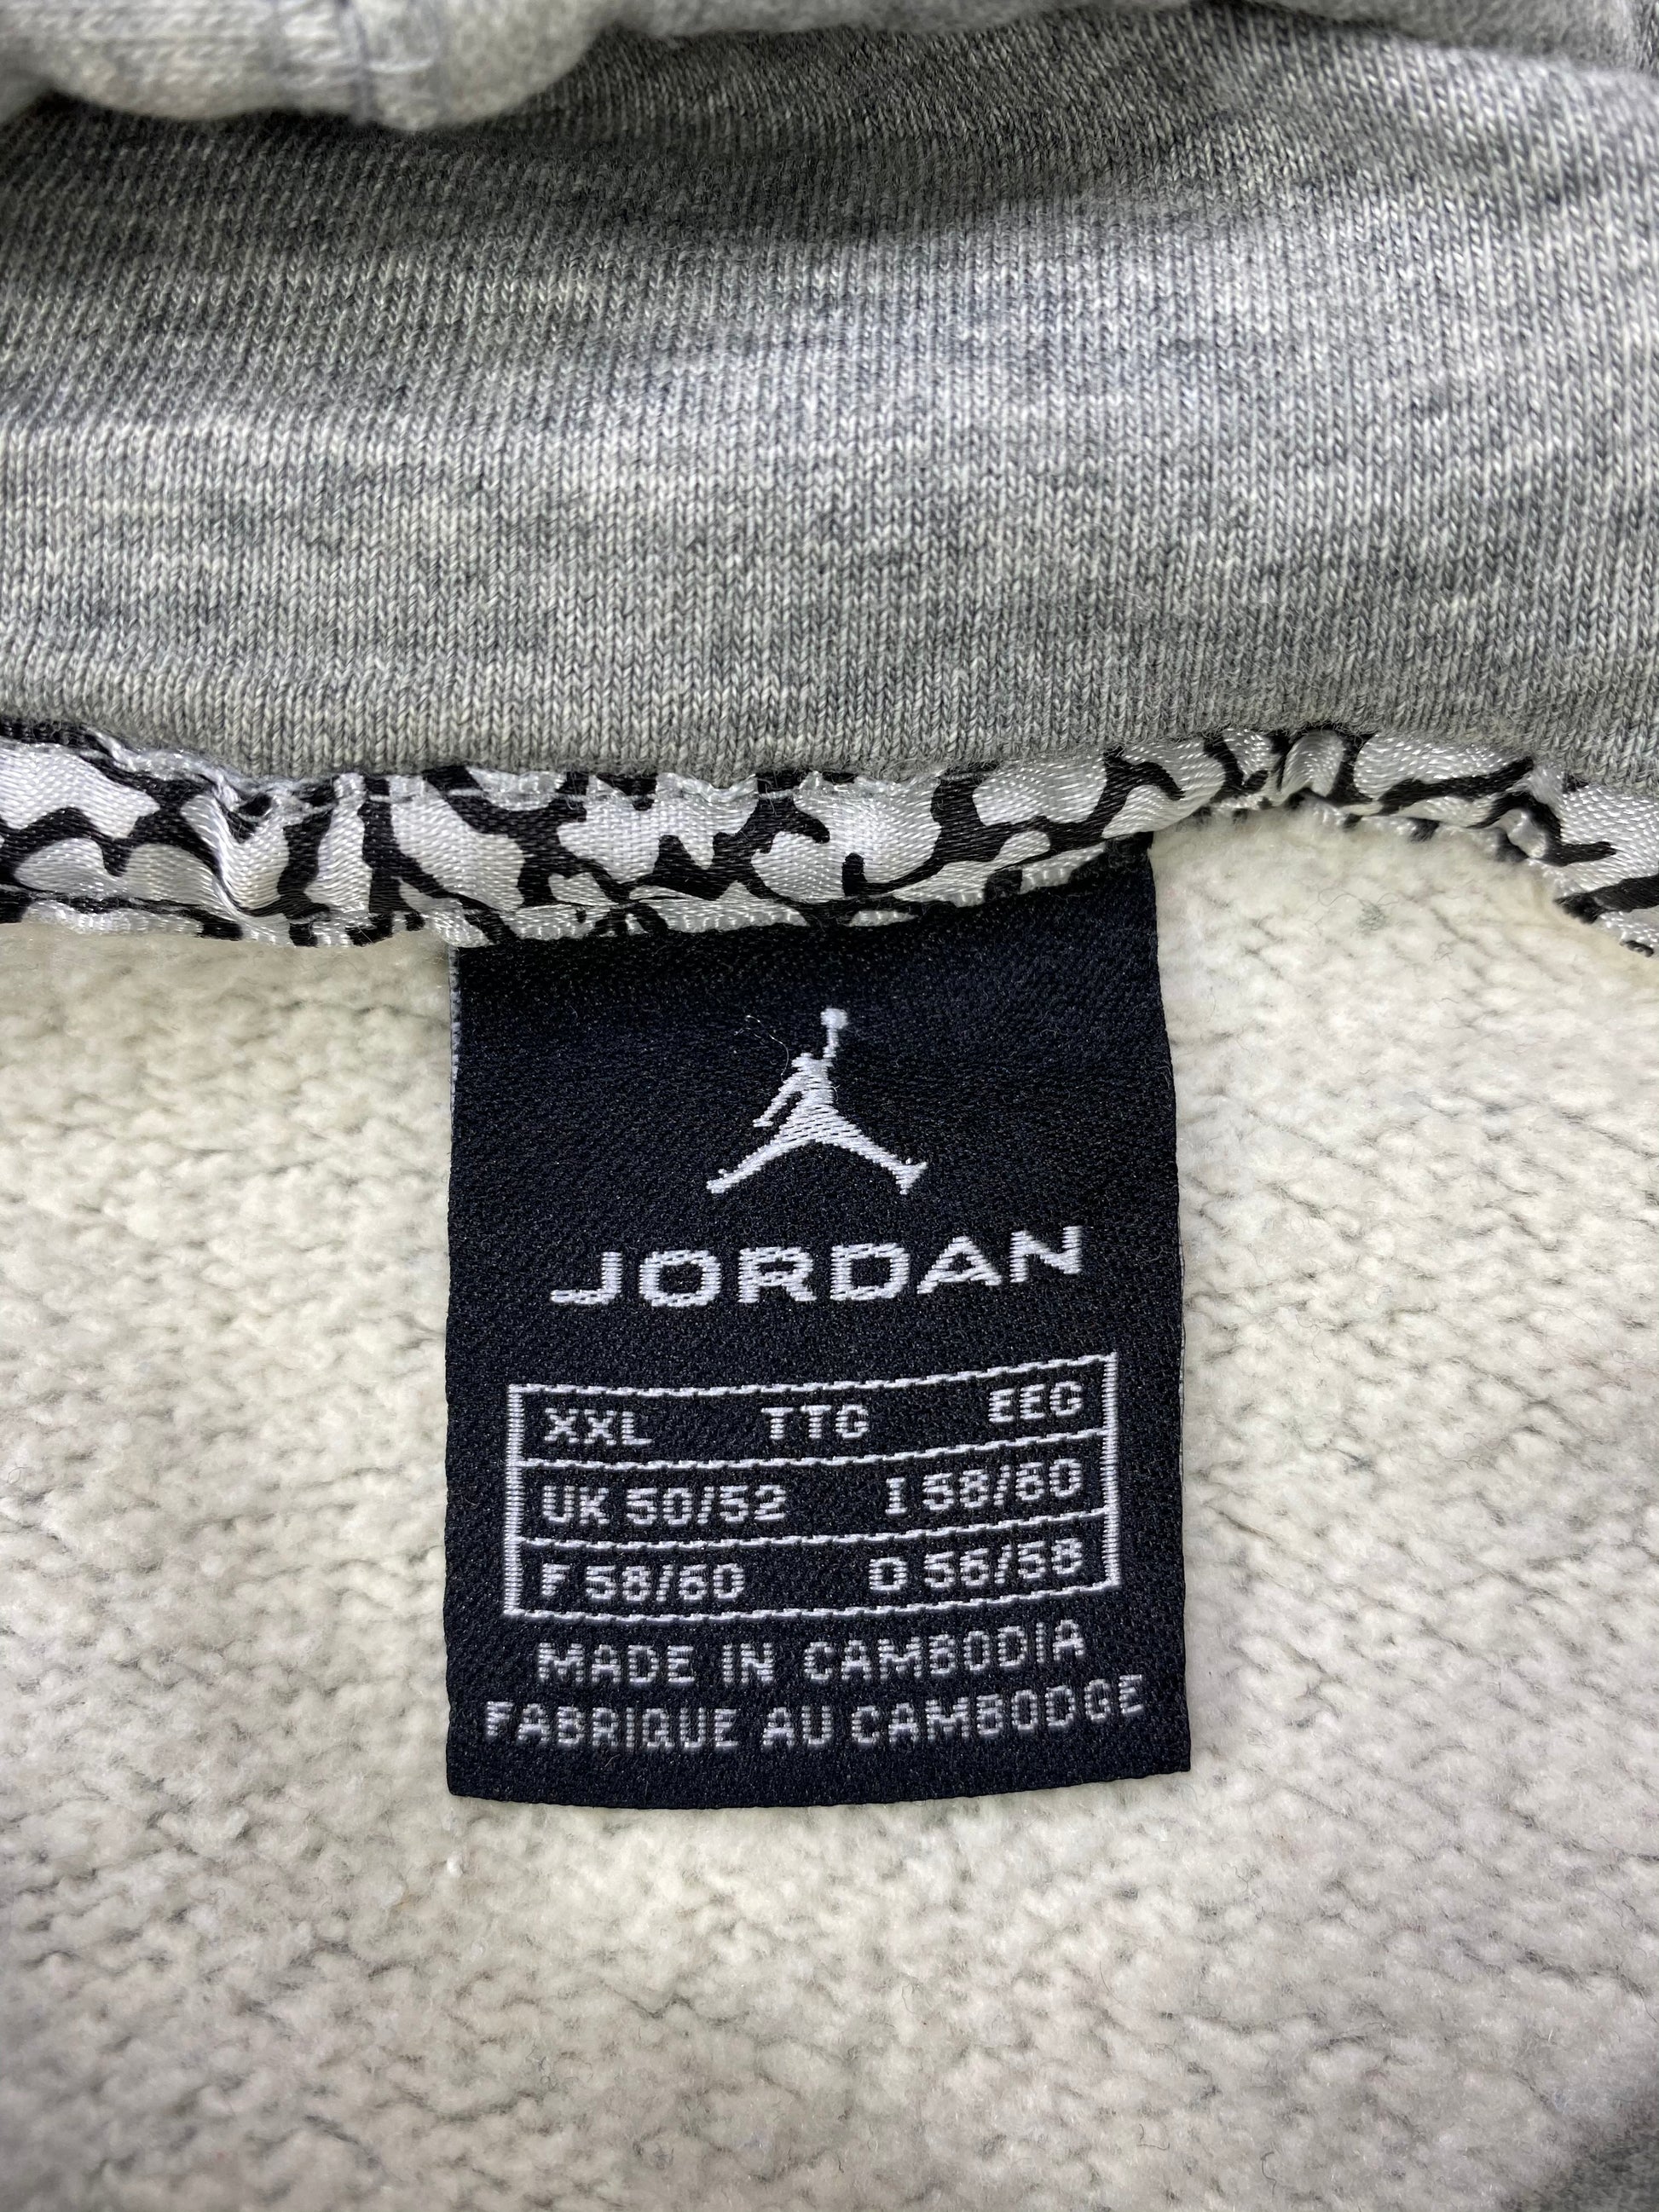 JORDAN
XXL TTG EEG
UK 50/52 I 58/60
F 58/60 D 56/58
MADE IN CAMBODIA
FABRIQUE AU CAMBODGE